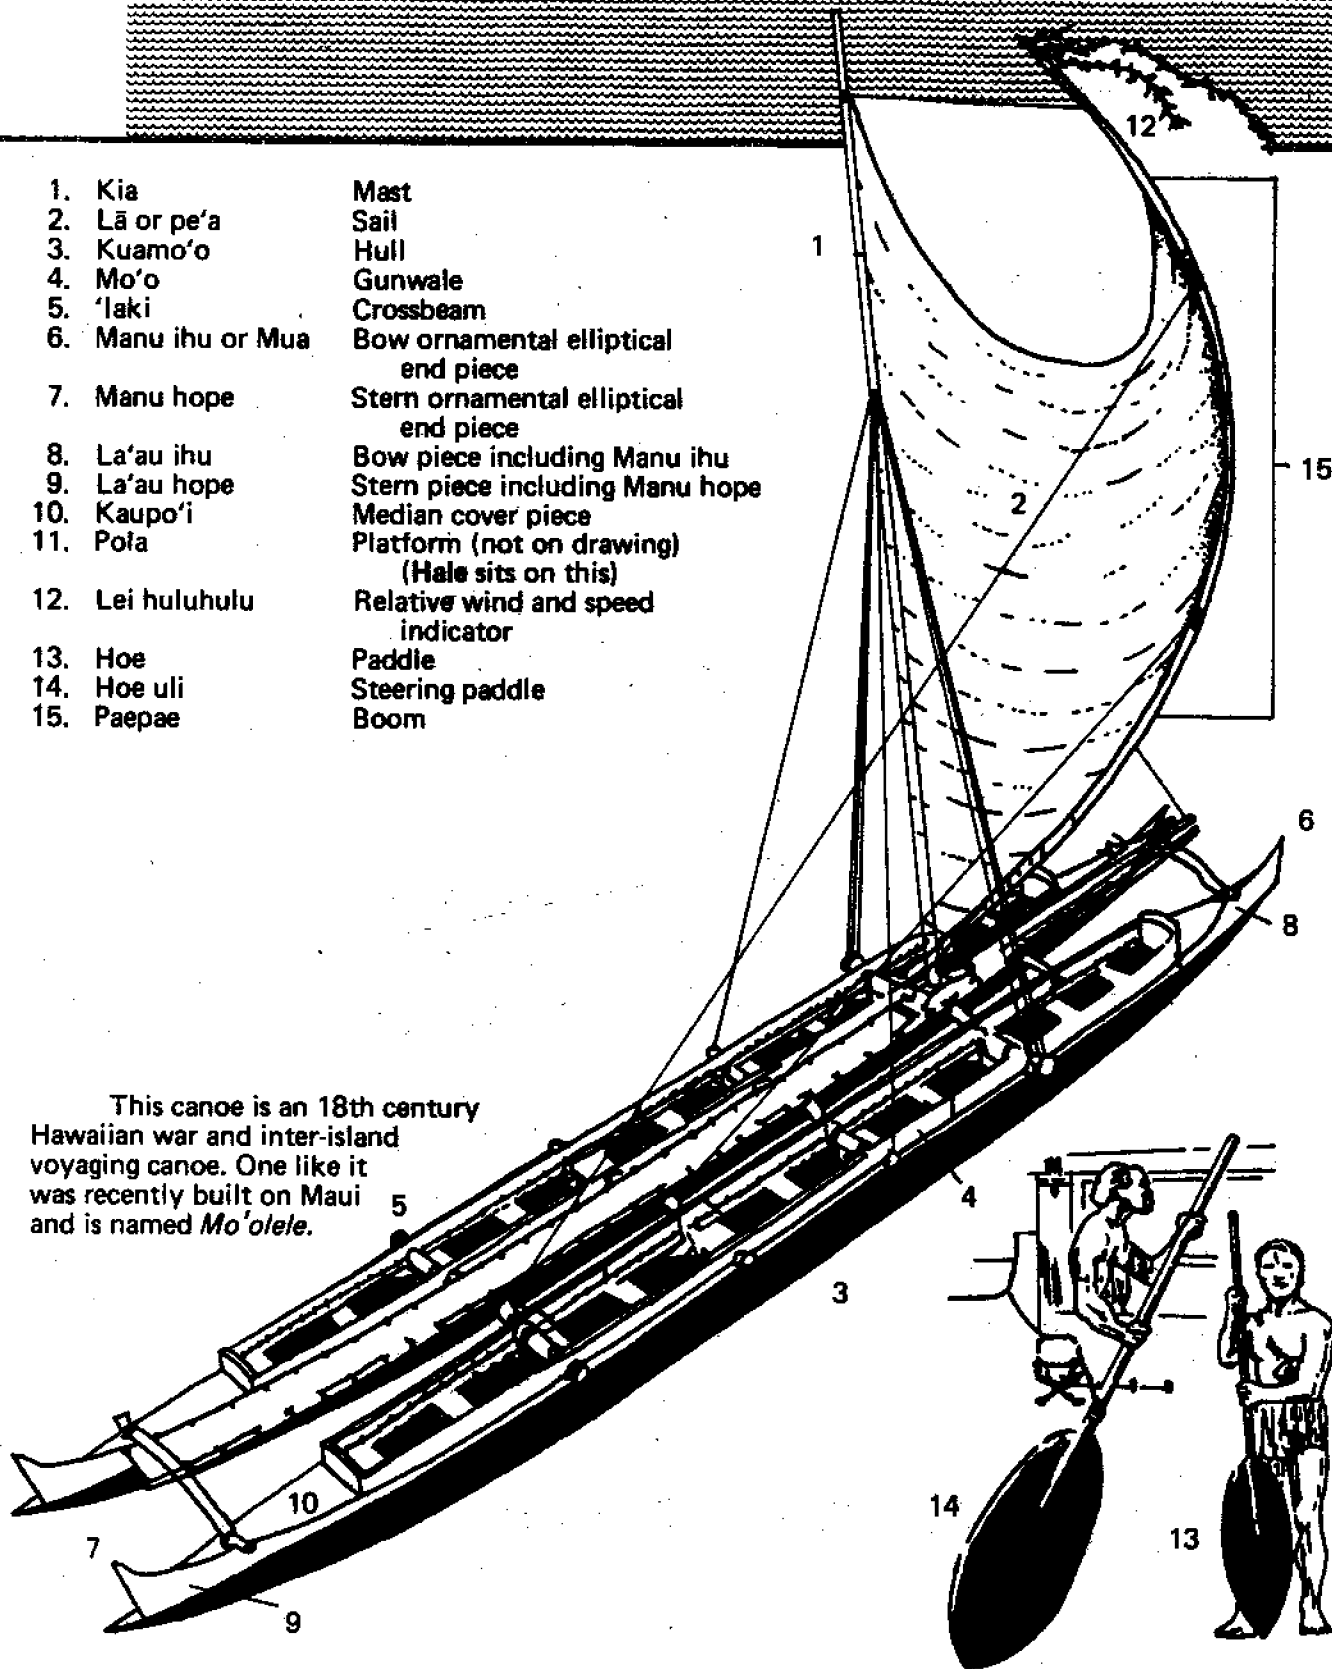 1. Kia Mast
2. Lā or pe‘a Sail
3. Kuamo‘o Hull
4. Mo‘o Gunwale
5. ‘Iaki Crossbeam
6. Manu ihu or Mua Bow ornamental elliptical
end piece
7. Manu hope Stern ornamental elliptical
end piece
8. La‘au ihu Bow piece including Manu ihu
9. La‘au hope Stern piece including Manu hope
10. Kaupo‘i Median cover piece
11. Pola Platform (not on drawing)
(Hale sits on this)
12. Lei huluhulu Relative wind and speed
indicator
13. Hoe Paddle
14. Hoe uli Steering paddle
15. Paepae Boom
12
1
15
2
6
8
This canoe is an 18th century
Hawaiian war and inter-island
voyaging canoe. One like it
was recently built on Maui
and is named Mo‘olele.
5
4
3
10
14
13
7
9